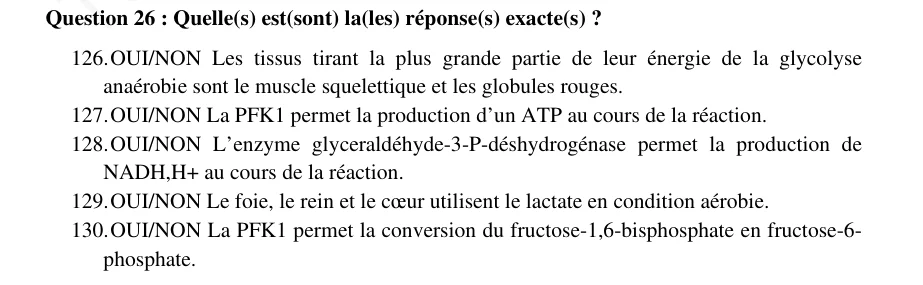 Question 26 : Quelle(s) est(sont) la(les) réponse(s) exacte(s) ?
126.OUI/NON Les tissus tirant la plus grande partie de leur énergie de la glycolyse
anaérobie sont le muscle squelettique et les globules rouges.
127.OUI/NON La PFK1 permet la production d'un ATP au cours de la réaction.
128.OUI/NON L'enzyme glyceraldéhyde-3-P-déshydrogénase permet la production de
NADH,H+ au cours de la réaction.
129.OUI/NON Le foie, le rein et le cœur utilisent le lactate en condition aérobie.
130.OUI/NON La PFK1 permet la conversion du fructose-1,6-bisphosphate en fructose-6-
phosphate.